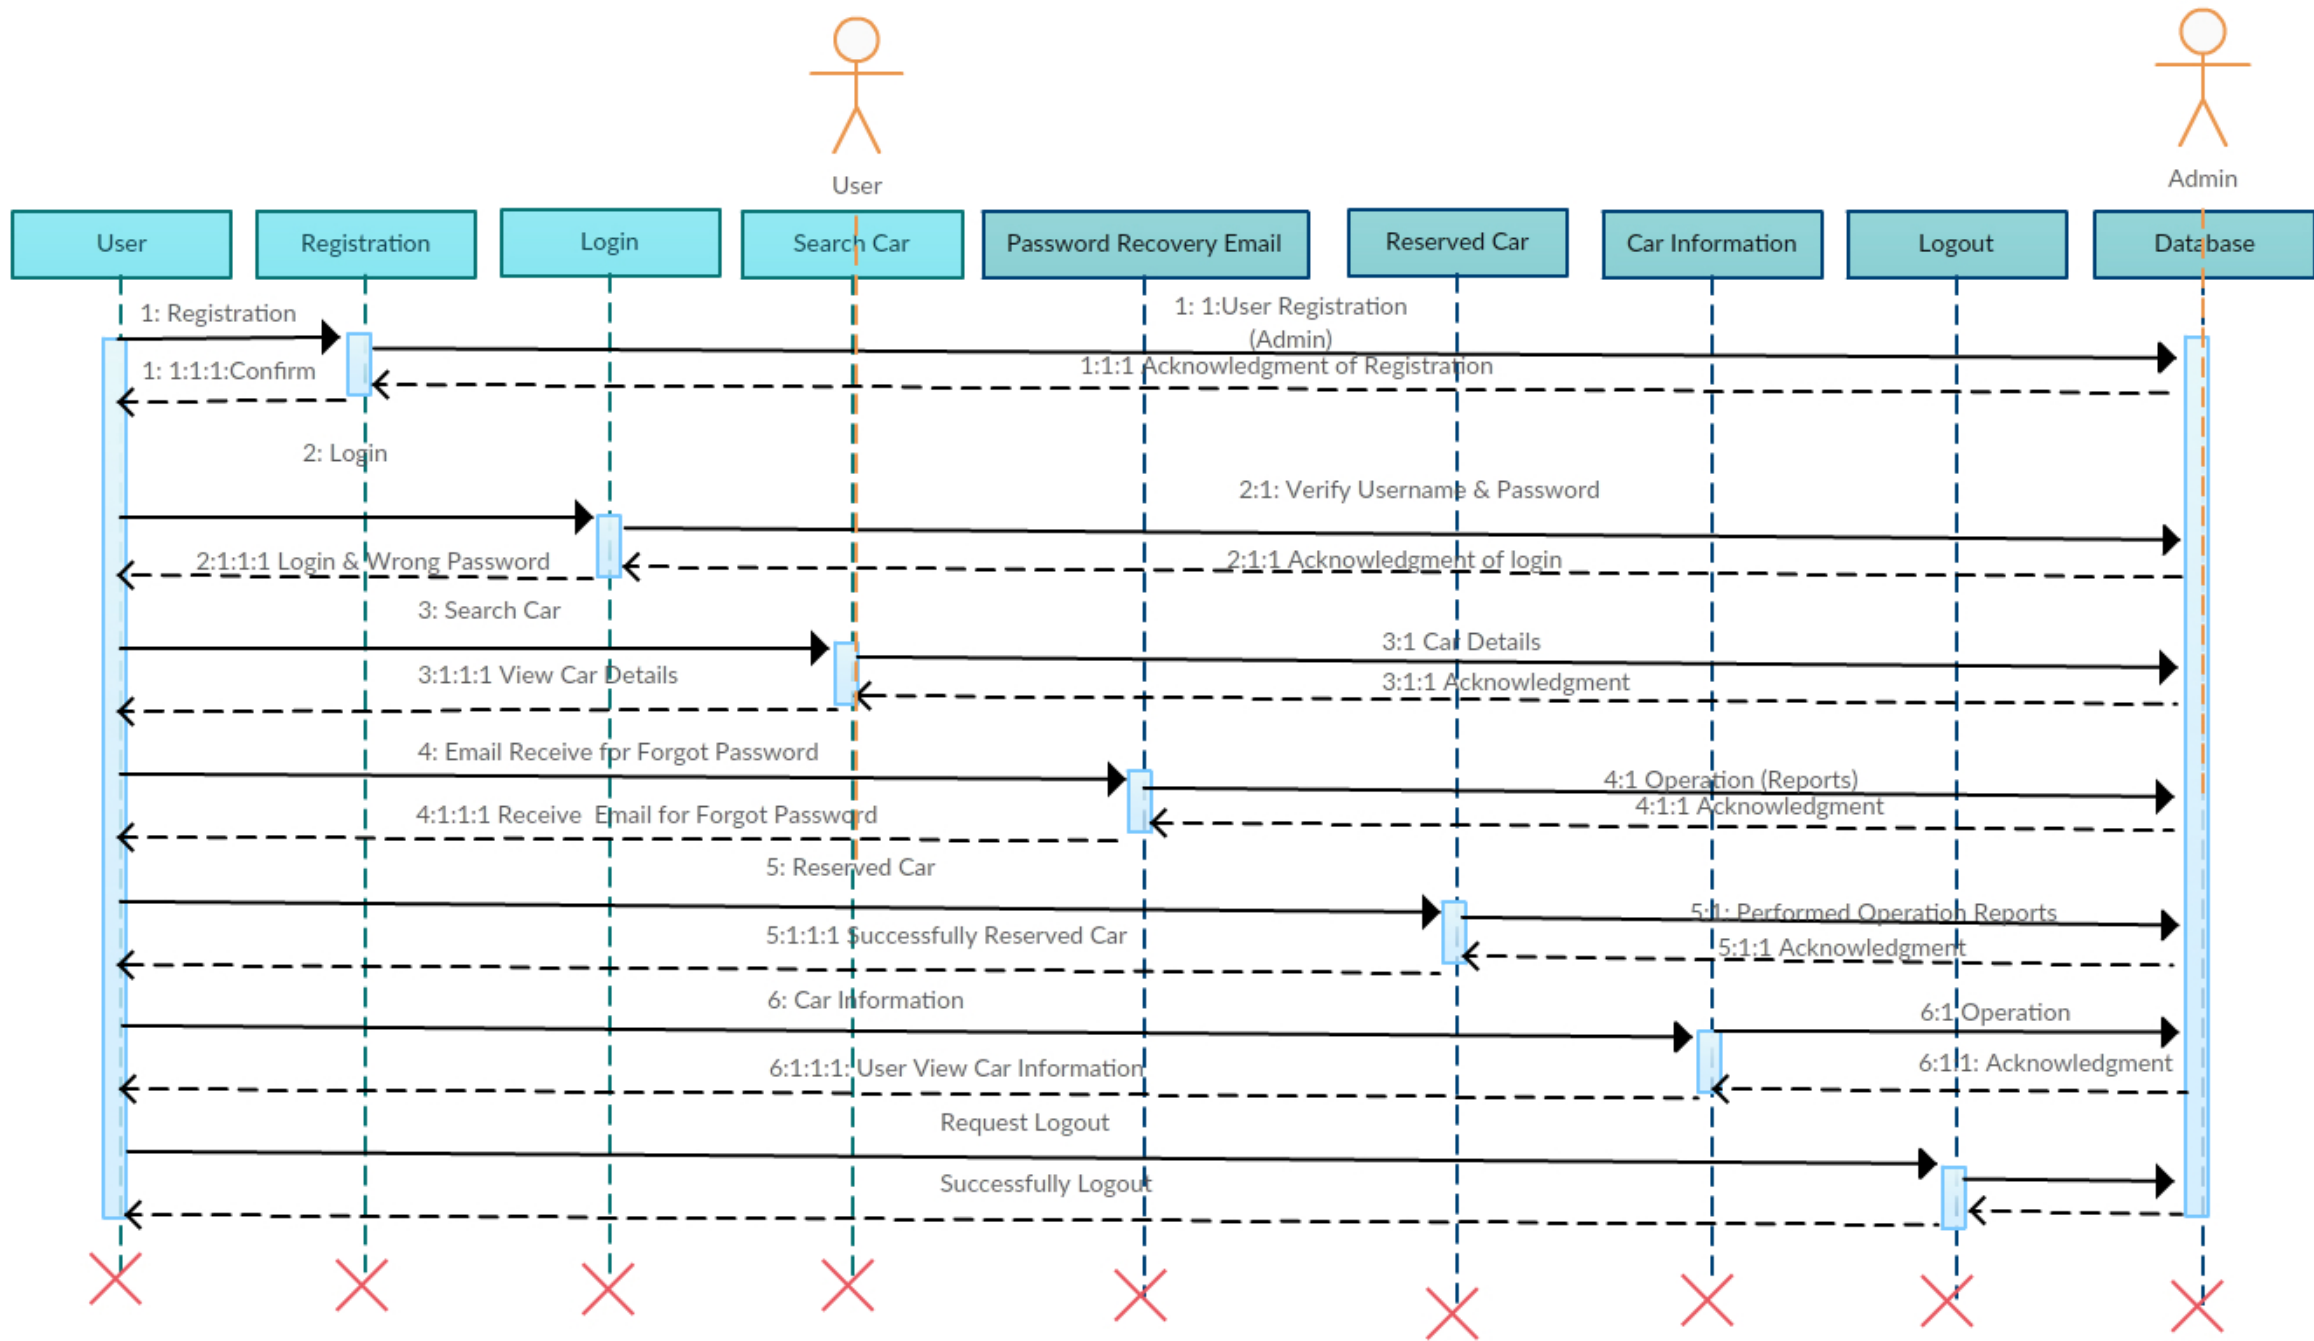 User
Admin
User
Registration
Login
Search Car
Password Recovery Email
Reserved Car
Car Information
Logout
Database
1: Registration
1: 1:User Registration
(Admin)
1:1:1 Acknowledgment of Registration
1: 1:1:1:Confirm
2: Login
2:1: Verify Username & Password
2:1:1 Acknowledgment of login
2:1:1:1 Login & Wrong Password
3: Search Car
3:1 Car Details
3:1:1:1 View Car Details
3:1:1 Acknowledgment
4: Email Receive for Forgot Password
4:1 Operation (Reports)
4:1:1 Acknowledgment
4:1:1:1 Receive  Email for Forgot Password
5: Reserved Car
5:1: Performed Operation Reports
5:1:1:1 Successfully Reserved Car
5:1:1 Acknowledgment
6: Car Information
6:1 Operation
6:1:1:1: User View Car Information
6:1:1: Acknowledgment
Request Logout
Successfully Logout